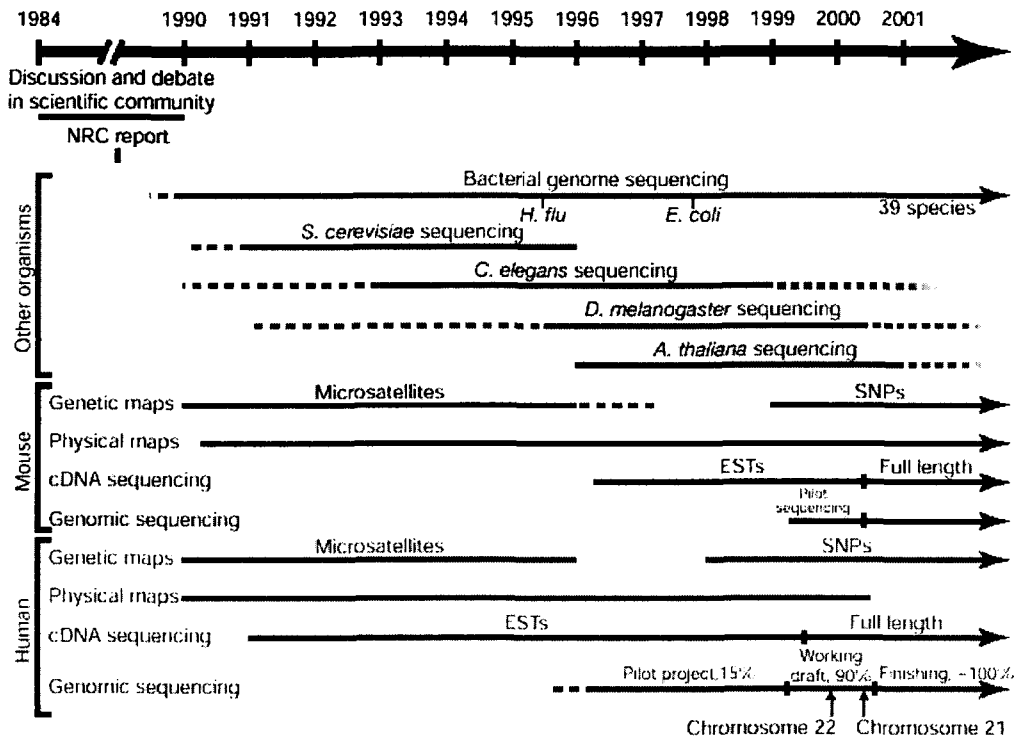 1984 1990 1991 1992 1993 1994 1995 1996 1997 1998 1999 2000 2001
Discussion and debate
in scientific community
NRC report
Other organisms
Bacterial genome sequencing
H. flu E. coli 39 species
S. cerevisiae sequencing
C. elegans sequencing
D. melanogaster sequencing
A. thaliana sequencing
Mouse
Genetic maps Microsatellites SNPs
Physical maps
cDNA sequencing ESTs Full length
Pilot
sequencing
Genomic sequencing
Human
Genetic maps Microsatellites SNPs
Physical maps
cDNA sequencing ESTs Full length
Working
Genomic sequencing Pilot project, 15% draft, 90% Finishing, ~100%
Chromosome 22 Chromosome 21